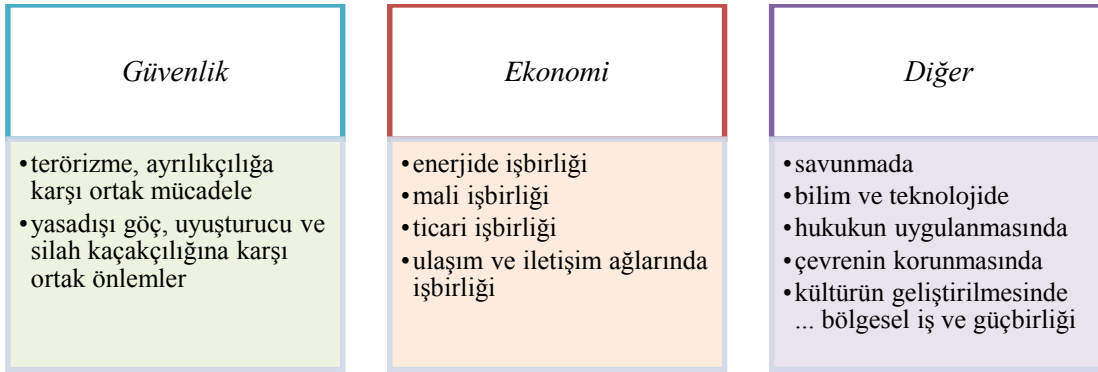 Güvenlik
•terörizme, ayrılıkçılığa
karşı ortak mücadele
•yasadışı göç, uyuşturucu ve
silah kaçakçılığına karşı
ortak önlemler
Ekonomi
•enerjide işbirliği
•mali işbirliği
•ticari işbirliği
•ulaşım ve iletişim ağlarında
işbirliği
Diğer
•savunmada
•bilim ve teknolojide
•hukukun uygulanmasında
•çevrenin korunmasında
•kültürün geliştirilmesinde
... bölgesel iş ve güçbirliği